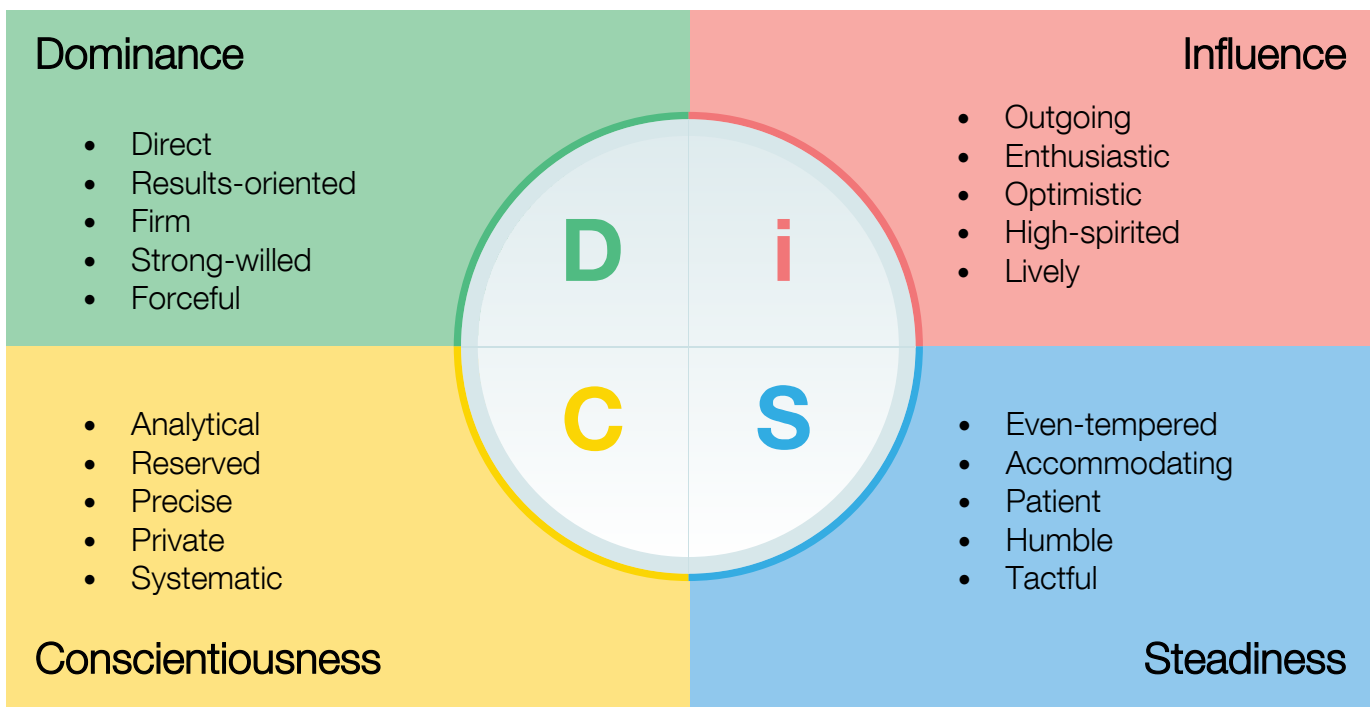 Dominance
• Direct
• Results-oriented
• Firm
• Strong-willed
• Forceful
Influence
• Outgoing
• Enthusiastic
• Optimistic
• High-spirited
• Lively
D
i
C
S
• Analytical
• Reserved
• Precise
• Private
• Systematic
Conscientiousness
• Even-tempered
• Accommodating
• Patient
• Humble
• Tactful
Steadiness